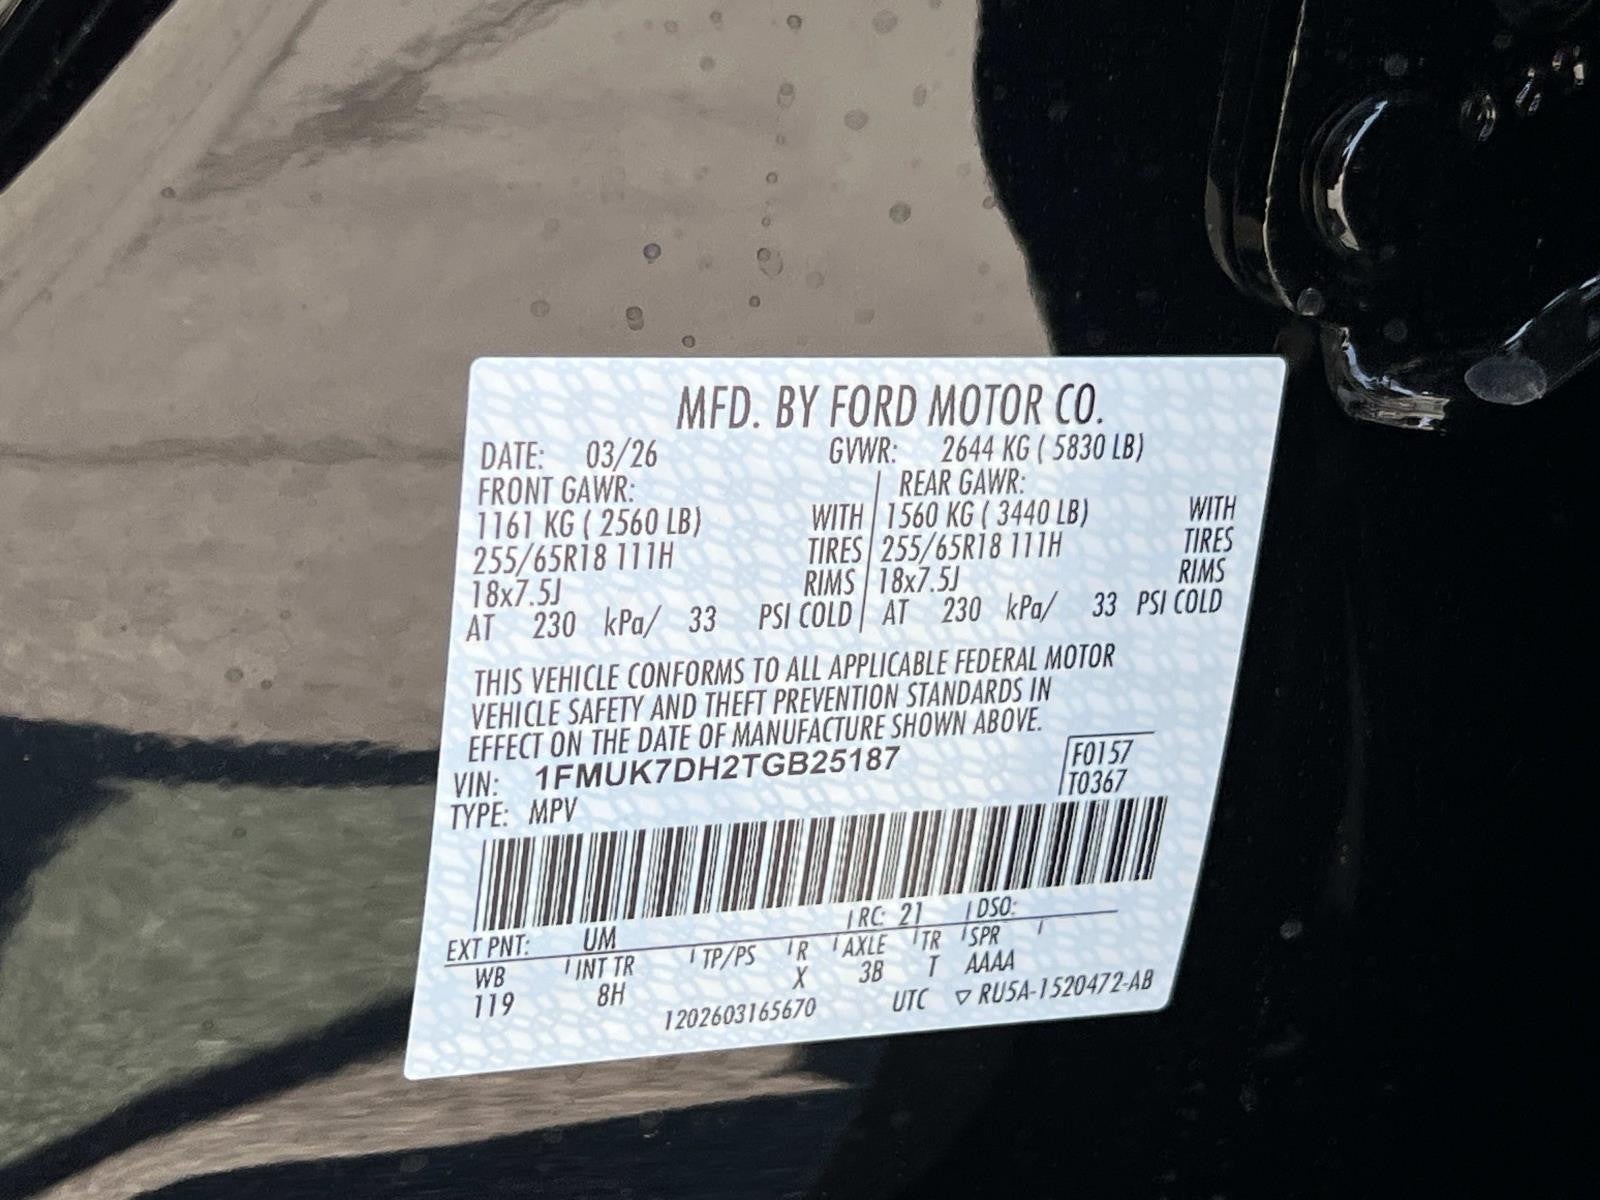 MFD. BY FORD MOTOR CO.
DATE: 03/26 GVWR: 2644 KG ( 5830 LB)
FRONT GAWR: REAR GAWR:
1161 KG ( 2560 LB) WITH 1560 KG ( 3440 LB) WITH
255/65R18 111H TIRES 255/65R18 111H TIRES
18x7.5J RIMS 18x7.5J RIMS
AT 230 kPa/ 33 PSI COLD AT 230 kPa/ 33 PSI COLD
THIS VEHICLE CONFORMS TO ALL APPLICABLE FEDERAL MOTOR
VEHICLE SAFETY AND THEFT PREVENTION STANDARDS IN
EFFECT ON THE DATE OF MANUFACTURE SHOWN ABOVE.
VIN: 1FMUK7DH2TGB25187 F0157
TYPE: MPV T0367
EXT PNT: UM RC: 21 DSO:
WB INT TR TP/PS R AXLE TR SPR
119 8H X 3B T AAAA
1202603165670 UTC ▽ RU5A-1520472-AB